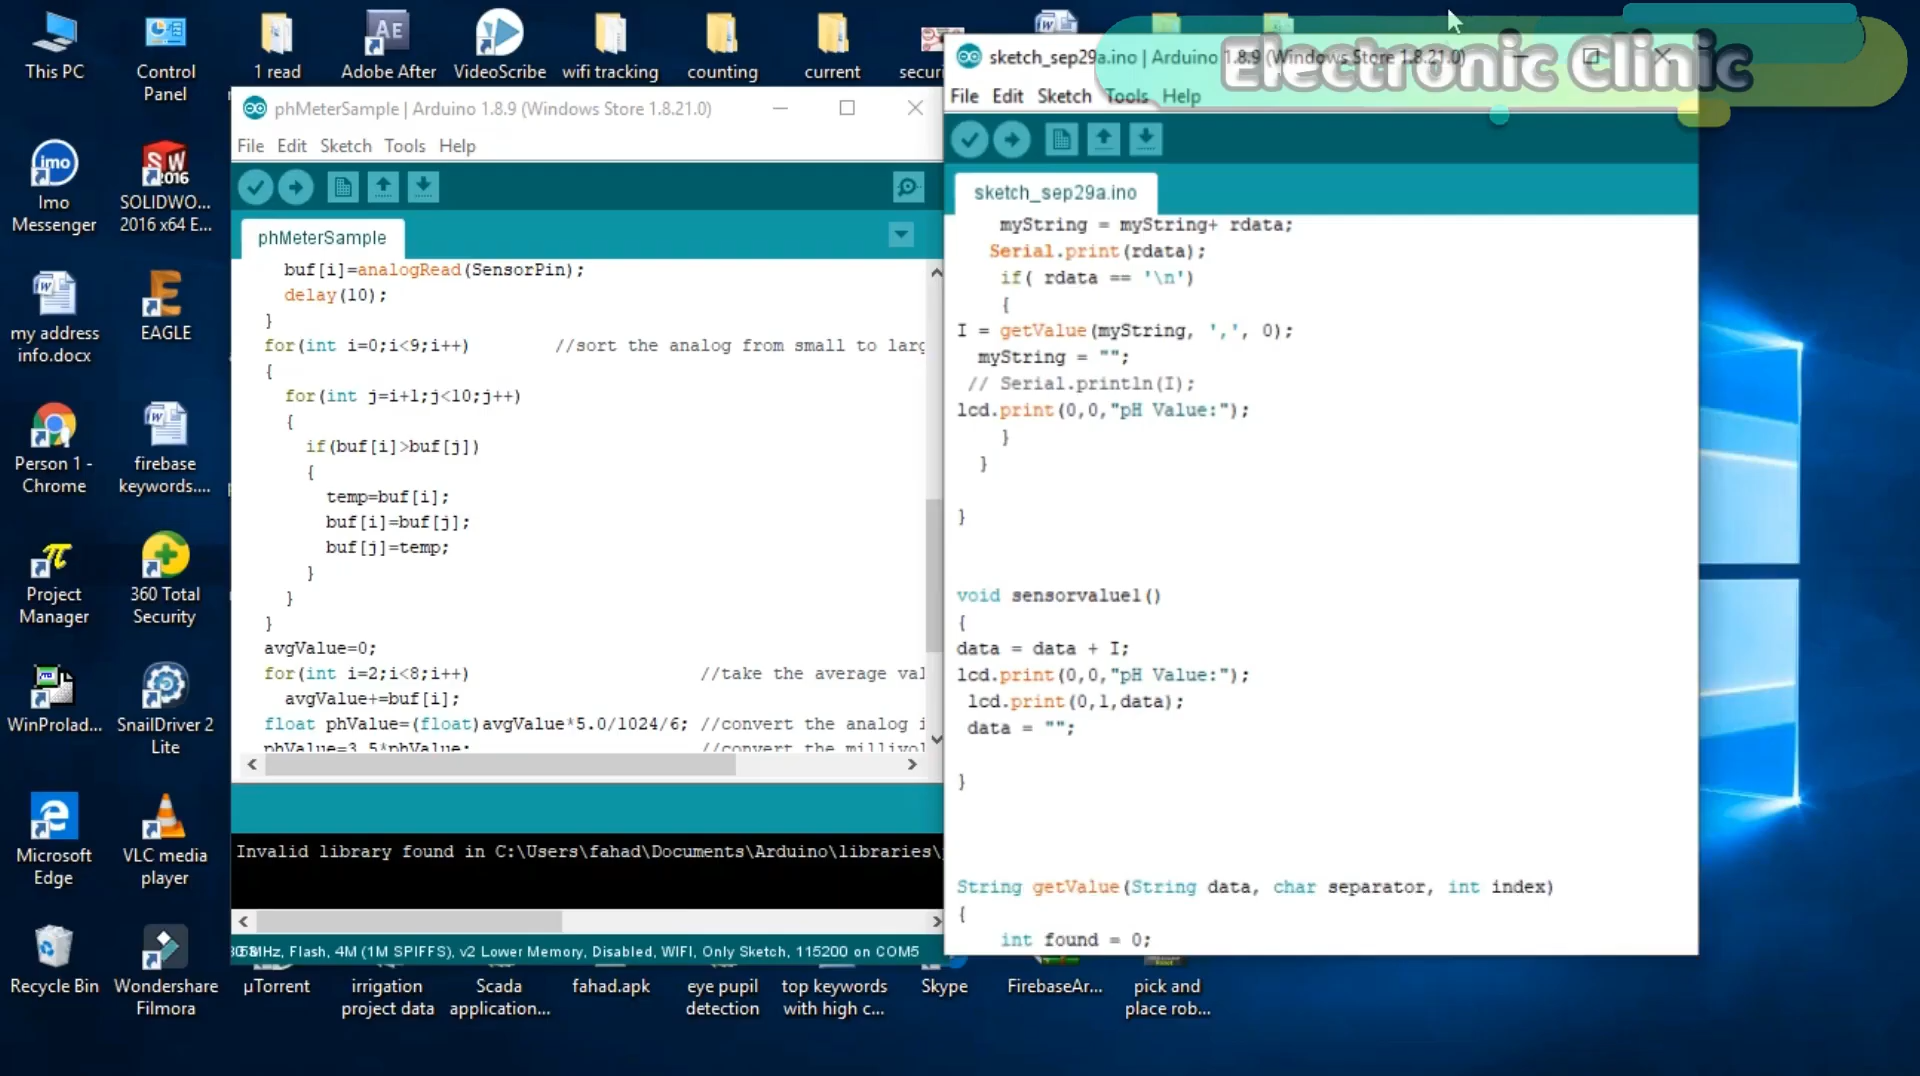 This PC
Control
Panel
1 read
Adobe After
VideoScribe
wifi tracking
counting
current
Electronic Clinic
Imo
Messenger
SOLIDWO...
2016 x64 E...
my address
info.docx
EAGLE
Person 1 -
Chrome
firebase
keywords....
Project
Manager
360 Total
Security
WinProlad...
SnailDriver 2
Lite
Microsoft
Edge
VLC media
player
Recycle Bin
Wondershare
Filmora
phMeterSample | Arduino 1.8.9 (Windows Store 1.8.21.0)
File Edit Sketch Tools Help
phMeterSample
buf[i]=analogRead(SensorPin);
delay(10);
}
for(int i=0;i<9;i++) //sort the analog from small to larg
{
for(int j=i+1;j<10;j++)
{
if(buf[i]>buf[j])
{
temp=buf[i];
buf[i]=buf[j];
buf[j]=temp;
}
}
}
avgValue=0;
for(int i=2;i<8;i++) //take the average val
avgValue+=buf[i];
float phValue=(float)avgValue*5.0/1024/6; //convert the analog i
phValue=3.5*phValue; //convert the millivol
Invalid library found in C:\Users\fahad\Documents\Arduino\libraries\
MHz, Flash, 4M (1M SPIFFS), v2 Lower Memory, Disabled, WIFI, Only Sketch, 115200 on COM5
sketch_sep29a.ino | Arduino 1.8.9 (Windows Store 1.8.21.0)
File Edit Sketch Tools Help
sketch_sep29a.ino
myString = myString+ rdata;
Serial.print(rdata);
if( rdata == '\n')
{
I = getValue(myString, ',', 0);
myString = "";
// Serial.println(I);
lcd.print(0,0,"pH Value:");
}
}
}
void sensorvalue1()
{
data = data + I;
lcd.print(0,0,"pH Value:");
lcd.print(0,1,data);
data = "";
}
String getValue(String data, char separator, int index)
{
int found = 0;
µTorrent
irrigation
project data
Scada
application...
fahad.apk
eye pupil
detection
top keywords
with high c...
Skype
FirebaseAr...
pick and
place rob...